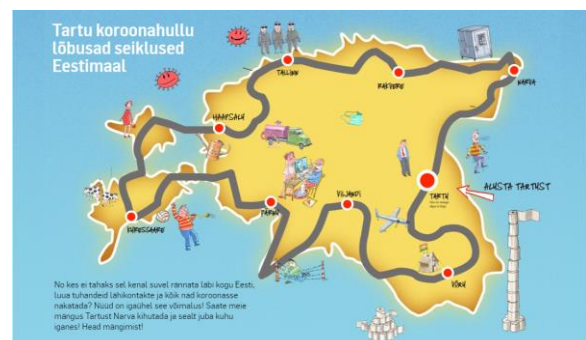 Tartu koroonahullu
lõbusad seiklused
Eestimaal
TALLINN
RAKVERE
NARVA
HAAPSALU
TARTU
ALUSTA TARTUST
KURESSAARE
PÄRNU
VILJANDI
VÕRU
No kes ei tahaks sel kenal suvel rännata läbi kogu Eesti,
luua tuhandeid lähikontakte ja kõik nad koroonasse
nakatada? Nüüd on igaühel see võimalus! Saate meie
mängus Tartust Narva kihutada ja sealt juba kuhu
iganes! Head mängimist!